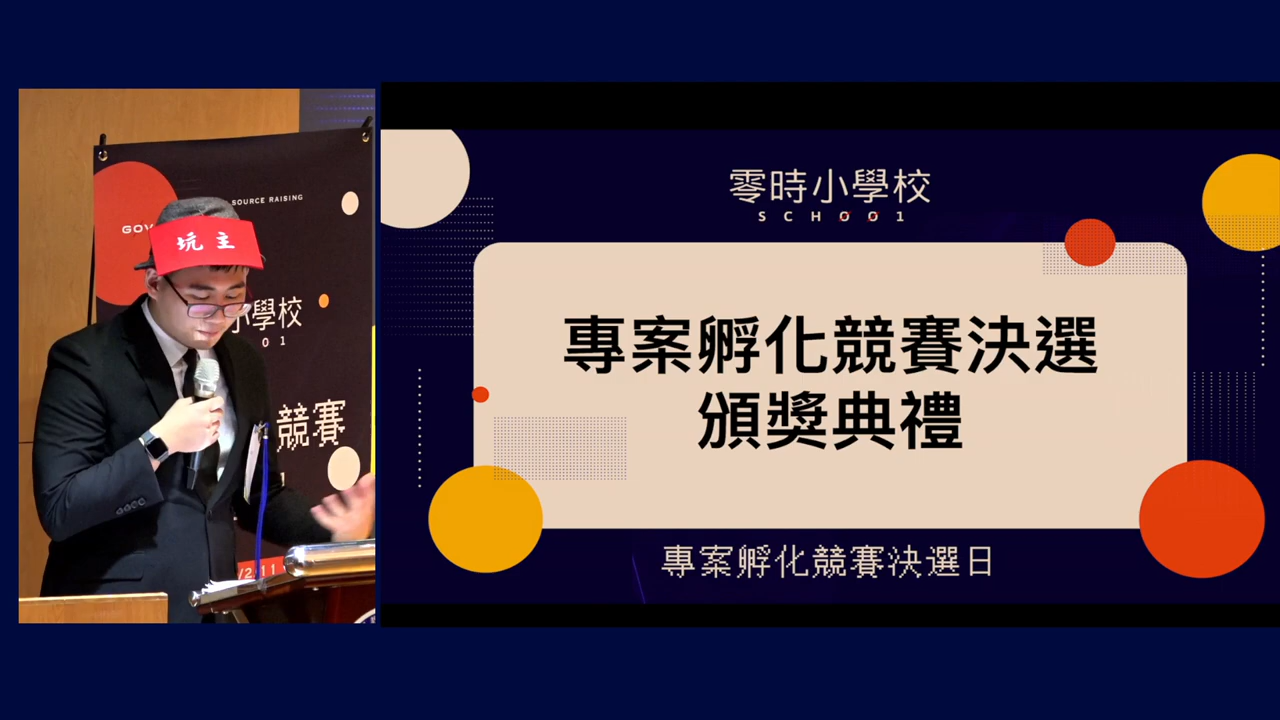 SOURCE RAISING
GOV
坑主
小學校
01
競賽
零時小學校
SCHOO1
專案孵化競賽決選
頒獎典禮
專案孵化競賽決選日